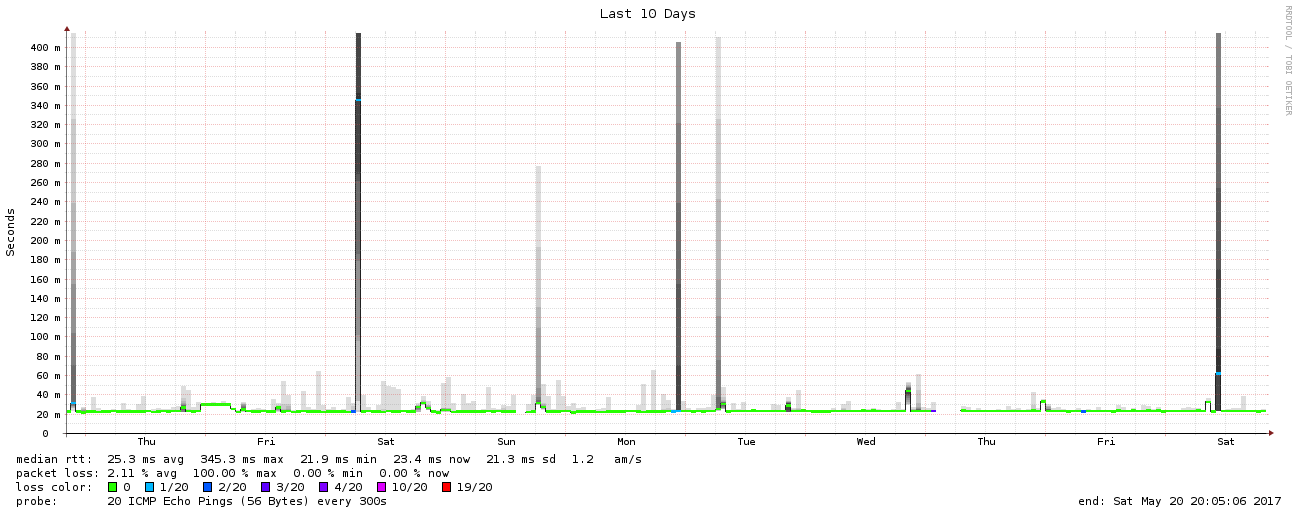 Last 10 Days
RRDTOOL / TOBI OETIKER
Seconds
400 m
380 m
360 m
340 m
320 m
300 m
280 m
260 m
240 m
220 m
200 m
180 m
160 m
140 m
120 m
100 m
80 m
60 m
40 m
20 m
0
Thu Fri Sat Sun Mon Tue Wed Thu Fri Sat
median rtt: 25.3 ms avg 345.3 ms max 21.9 ms min 23.4 ms now 21.3 ms sd 1.2 am/s
packet loss: 2.11 % avg 100.00 % max 0.00 % min 0.00 % now
loss color: 0 1/20 2/20 3/20 4/20 10/20 19/20
probe: 20 ICMP Echo Pings (56 Bytes) every 300s end: Sat May 20 20:05:06 2017